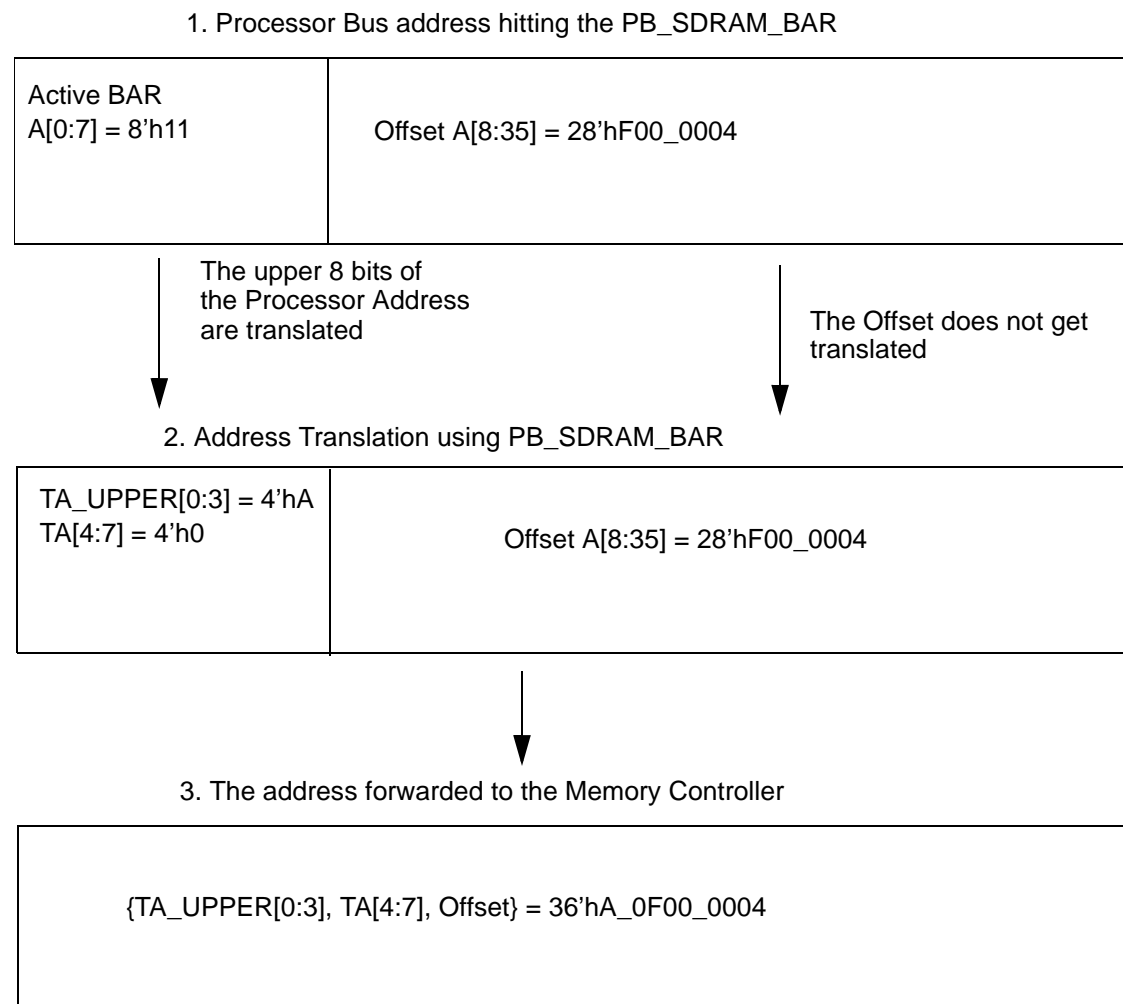 1. Processor Bus address hitting the PB_SDRAM_BAR
Active BAR
A[0:7] = 8’h11
Offset A[8:35] = 28’hF00_0004
The upper 8 bits of
the Processor Address
are translated
The Offset does not get
translated
2. Address Translation using PB_SDRAM_BAR
TA_UPPER[0:3] = 4’hA
TA[4:7] = 4’h0
Offset A[8:35] = 28’hF00_0004
3. The address forwarded to the Memory Controller
{TA_UPPER[0:3], TA[4:7], Offset} = 36’hA_0F00_0004